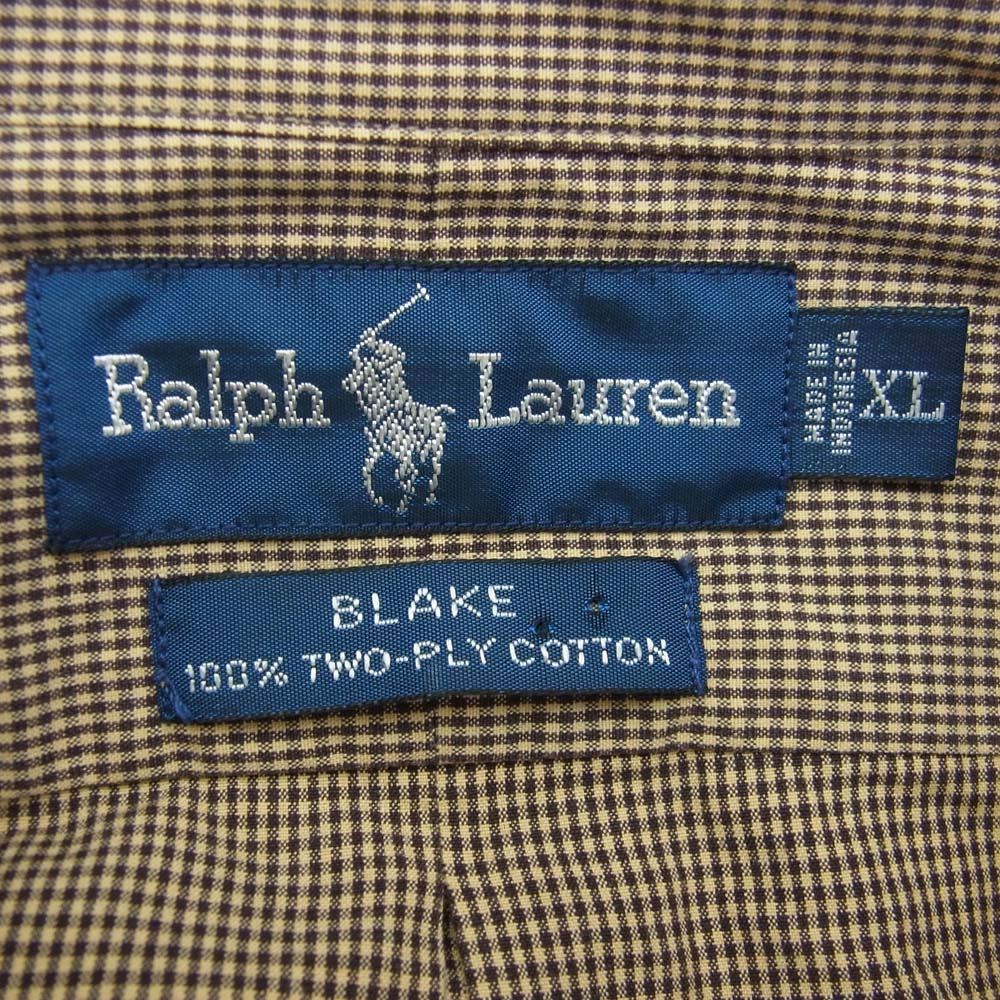 Ralph Lauren
MADE IN
INDONESIA
XL
BLAKE
100% TWO-PLY COTTON